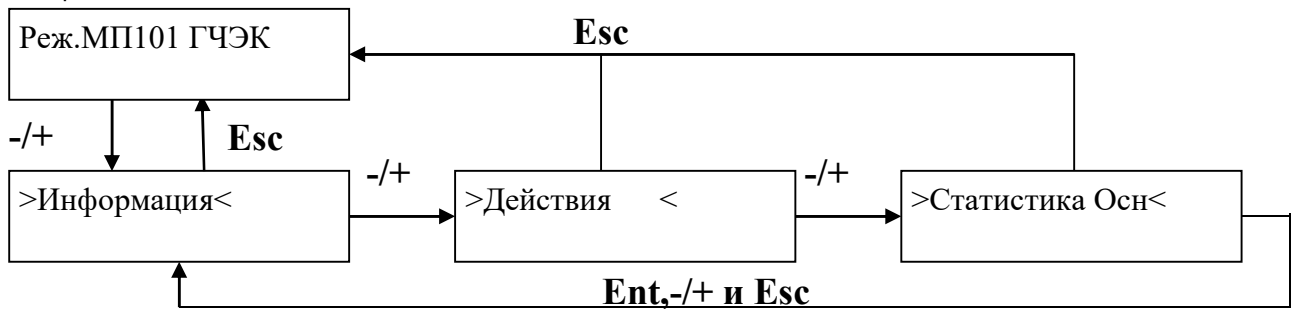 Реж.МП101 ГЧЭК
Esc
-/+
Esc
>Информация<
-/+
>Действия <
-/+
>Статистика Осн<
Ent,-/+ и Esc